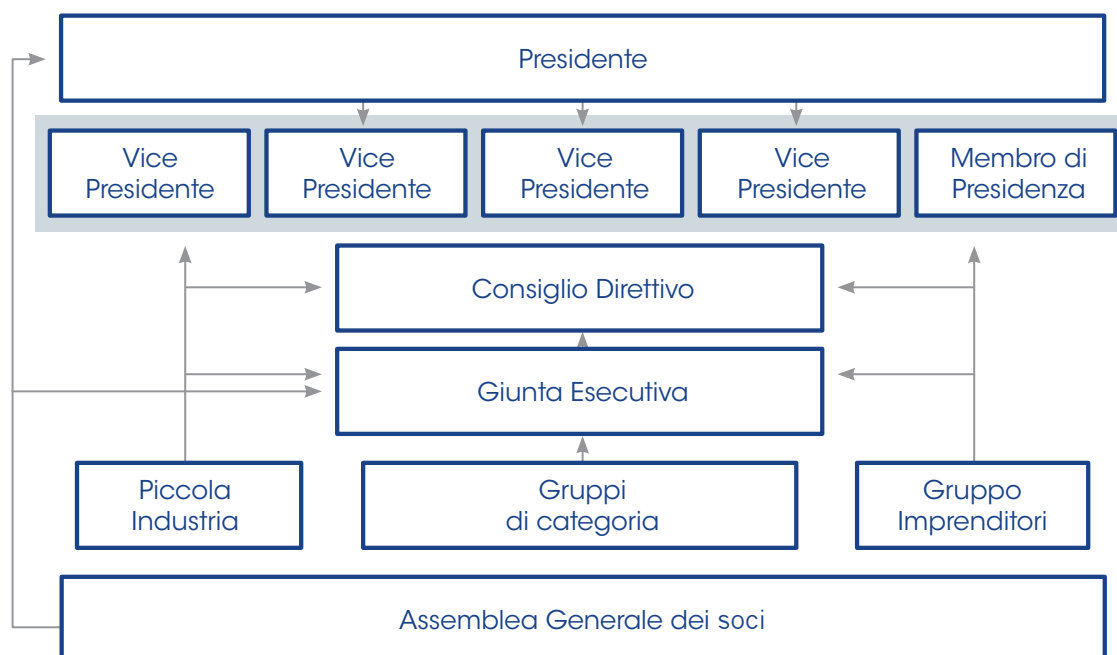 Presidente
Vice
Presidente
Vice
Presidente
Vice
Presidente
Vice
Presidente
Membro di
Presidenza
Consiglio Direttivo
Giunta Esecutiva
Piccola
Industria
Gruppi
di categoria
Gruppo
Imprenditori
Assemblea Generale dei soci